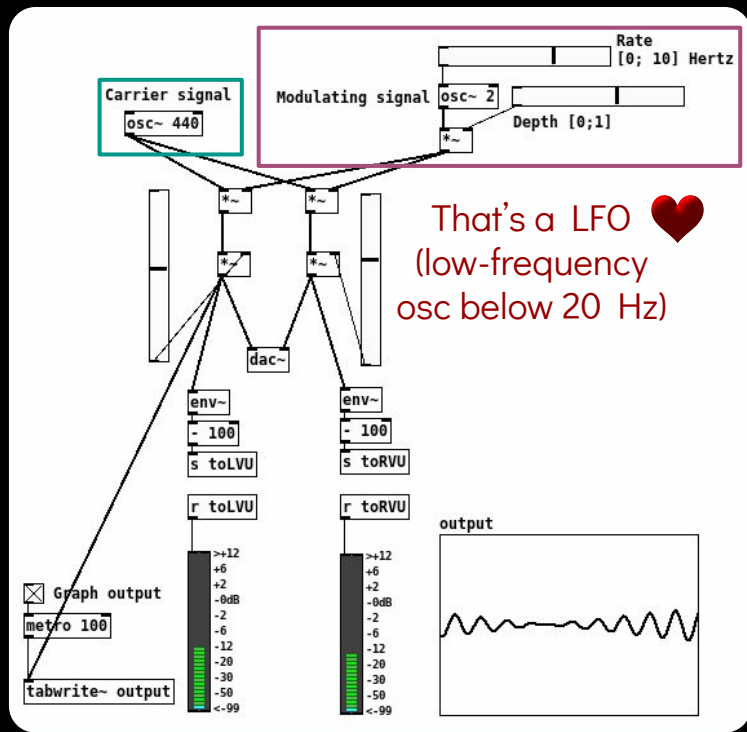 Rate
[0; 10] Hertz
Carrier signal
osc~ 440
Modulating signal
osc~ 2
Depth [0;1]
*~
*~
*~
That's a LFO
(low-frequency
osc below 20 Hz)
*~
*~
dac~
env~
env~
- 100
- 100
s toLVU
s toRVU
r toLVU
r toRVU
output
>+12
+6
+2
-0dB
-2
-6
-12
-20
-30
-50
<-99
>+12
+6
+2
-0dB
-2
-6
-12
-20
-30
-50
<-99
Graph output
metro 100
tabwrite~ output